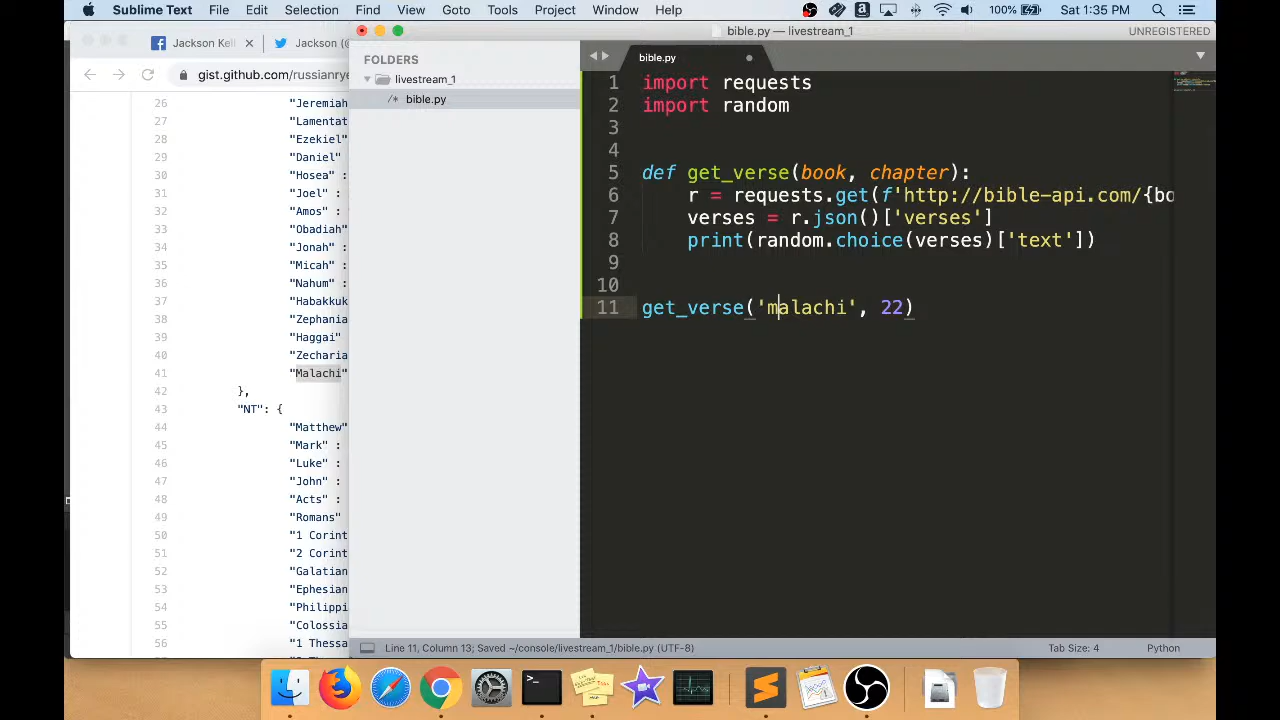 Sublime Text File Edit Selection Find View Goto Tools Project Window Help 100% Sat 1:35 PM
Jackson Kell
Jackson (@
gist.github.com/russianrye
26 "Jeremiah
27 "Lamentat
28 "Ezekiel"
29 "Daniel"
30 "Hosea"
31 "Joel"
32 "Amos" :
33 "Obadiah"
34 "Jonah"
35 "Micah"
36 "Nahum"
37 "Habakkuk
38 "Zephania
39 "Haggai"
40 "Zecharia
41 "Malachi"
42 },
43 "NT": {
44 "Matthew"
45 "Mark" :
46 "Luke" :
47 "John" :
48 "Acts" :
49 "Romans"
50 "1 Corint
51 "2 Corint
52 "Galatian
53 "Ephesian
54 "Philippi
55 "Colossia
56 "1 Thessa
bible.py — livestream_1
UNREGISTERED
FOLDERS
livestream_1
/* bible.py
bible.py
1 import requests
2 import random
3
4
5 def get_verse(book, chapter):
6 r = requests.get(f'http://bible-api.com/{bo
7 verses = r.json()['verses']
8 print(random.choice(verses)['text'])
9
10
11 get_verse('malachi', 22)
Line 11, Column 13; Saved ~/console/livestream_1/bible.py (UTF-8) Tab Size: 4 Python